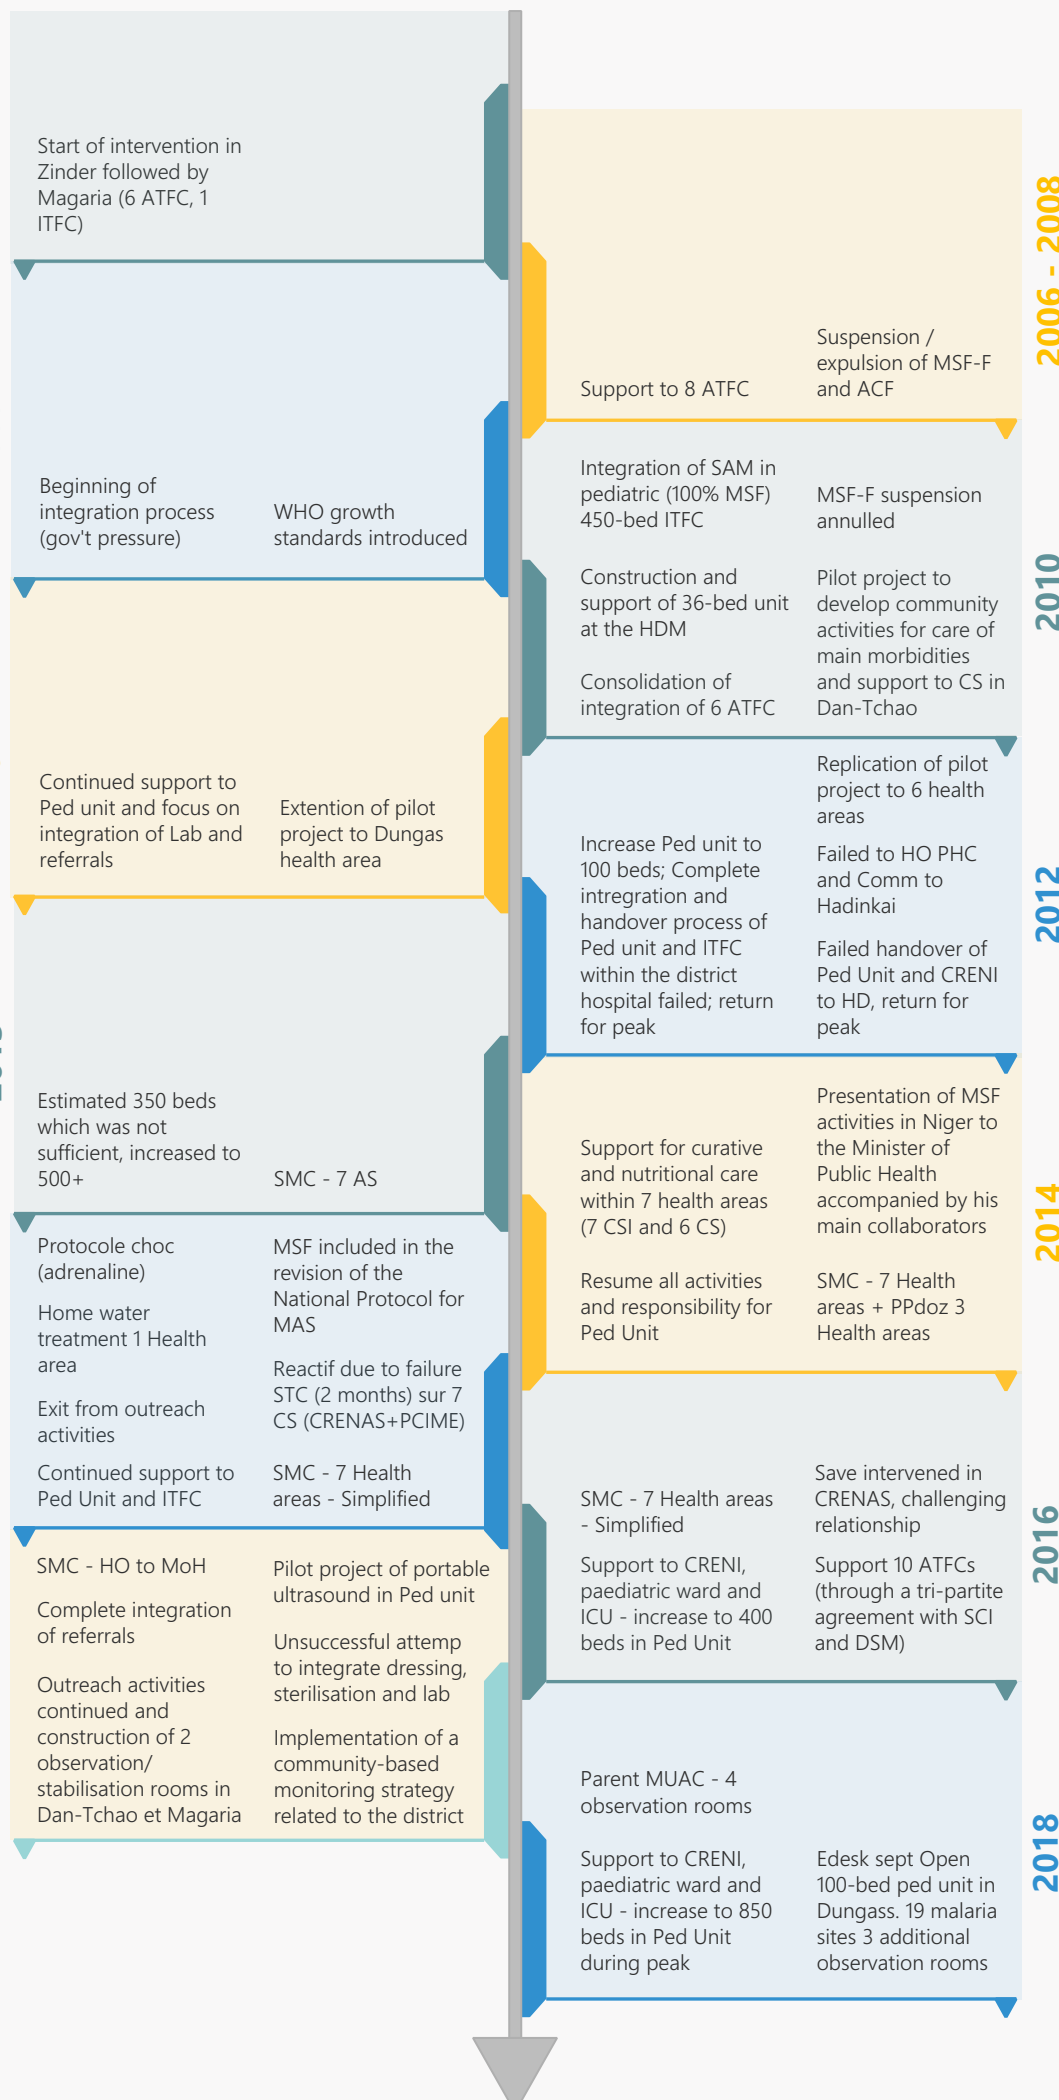 Start of intervention in
Zinder followed by
Magaria (6 ATFC, 1
ITFC)
2006 - 2008
Support to 8 ATFC
Suspension /
expulsion of MSF-F
and ACF
Beginning of
integration process
(gov't pressure)
WHO growth
standards introduced
2010
Integration of SAM in
pediatric (100% MSF)
450-bed ITFC
Construction and
support of 36-bed unit
at the HDM
Consolidation of
integration of 6 ATFC
MSF-F suspension
annulled
Pilot project to
develop community
activities for care of
main morbidities
and support to CS in
Dan-Tchao
Continued support to
Ped unit and focus on
integration of Lab and
referrals
Extention of pilot
project to Dungas
health area
2012
Increase Ped unit to
100 beds; Complete
intregration and
handover process of
Ped unit and ITFC
within the district
hospital failed; return
for peak
Replication of pilot
project to 6 health
areas
Failed to HO PHC
and Comm to
Hadinkai
Failed handover of
Ped Unit and CRENI
to HD, return for
peak
Estimated 350 beds
which was not
sufficient, increased to
500+
SMC - 7 AS
2014
Support for curative
and nutritional care
within 7 health areas
(7 CSI and 6 CS)
Resume all activities
and responsibility for
Ped Unit
Presentation of MSF
activities in Niger to
the Minister of
Public Health
accompanied by his
main collaborators
SMC - 7 Health
areas + PPdoz 3
Health areas
Protocole choc
(adrenaline)
Home water
treatment 1 Health
area
Exit from outreach
activities
Continued support to
Ped Unit and ITFC
MSF included in the
revision of the
National Protocol for
MAS
Reactif due to failure
STC (2 months) sur 7
CS (CRENAS+PCIME)
SMC - 7 Health
areas - Simplified
2016
SMC - 7 Health areas
- Simplified
Support to CRENI,
paediatric ward and
ICU - increase to 400
beds in Ped Unit
Save intervened in
CRENAS, challenging
relationship
Support 10 ATFCs
(through a tri-partite
agreement with SCI
and DSM)
SMC - HO to MoH
Complete integration
of referrals
Outreach activities
continued and
construction of 2
observation/
stabilisation rooms in
Dan-Tchao et Magaria
Pilot project of portable
ultrasound in Ped unit
Unsuccessful attemp
to integrate dressing,
sterilisation and lab
Implementation of a
community-based
monitoring strategy
related to the district
2018
Parent MUAC - 4
observation rooms
Support to CRENI,
paediatric ward and
ICU - increase to 850
beds in Ped Unit
during peak
Edesk sept Open
100-bed ped unit in
Dungass. 19 malaria
sites 3 additional
observation rooms